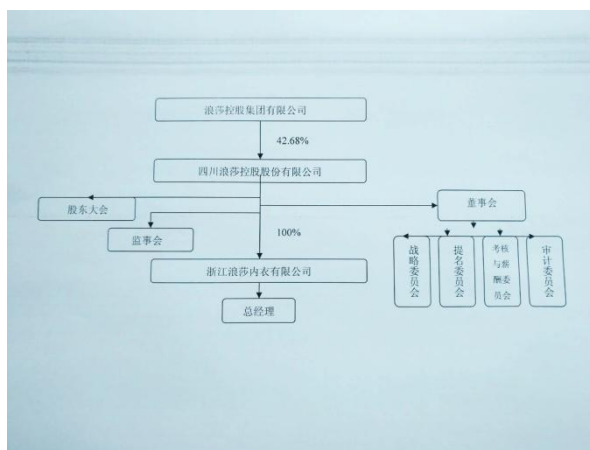 浪莎控股集团有限公司
42.68%
四川浪莎控股股份有限公司
股东大会
董事会
监事会
100%
浙江浪莎内衣有限公司
总经理
战略委员会
提名委员会
考核
与薪
酬委
员会
审计委员会